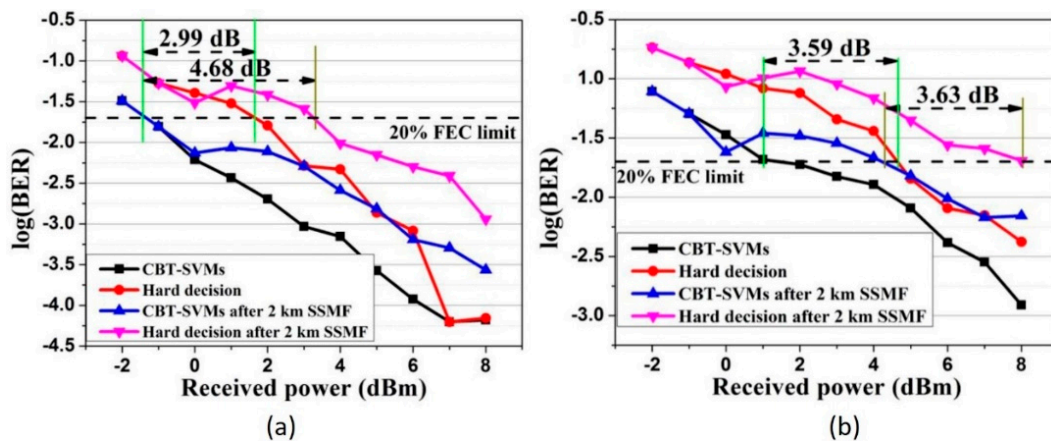 -0.5
-1.0
-1.5
-2.0
-2.5
-3.0
-3.5
-4.0
-4.5
log(BER)
2.99 dB
4.68 dB
20% FEC limit
CBT-SVMs
Hard decision
CBT-SVMs after 2 km SSMF
Hard decision after 2 km SSMF
-2 0 2 4 6 8
Received power (dBm)
(a)
-0.5
-1.0
-1.5
-2.0
-2.5
-3.0
log(BER)
3.59 dB
3.63 dB
20% FEC limit
CBT-SVMs
Hard decision
CBT-SVMs after 2 km SSMF
Hard decision after 2 km SSMF
-2 0 2 4 6 8
Received power (dBm)
(b)